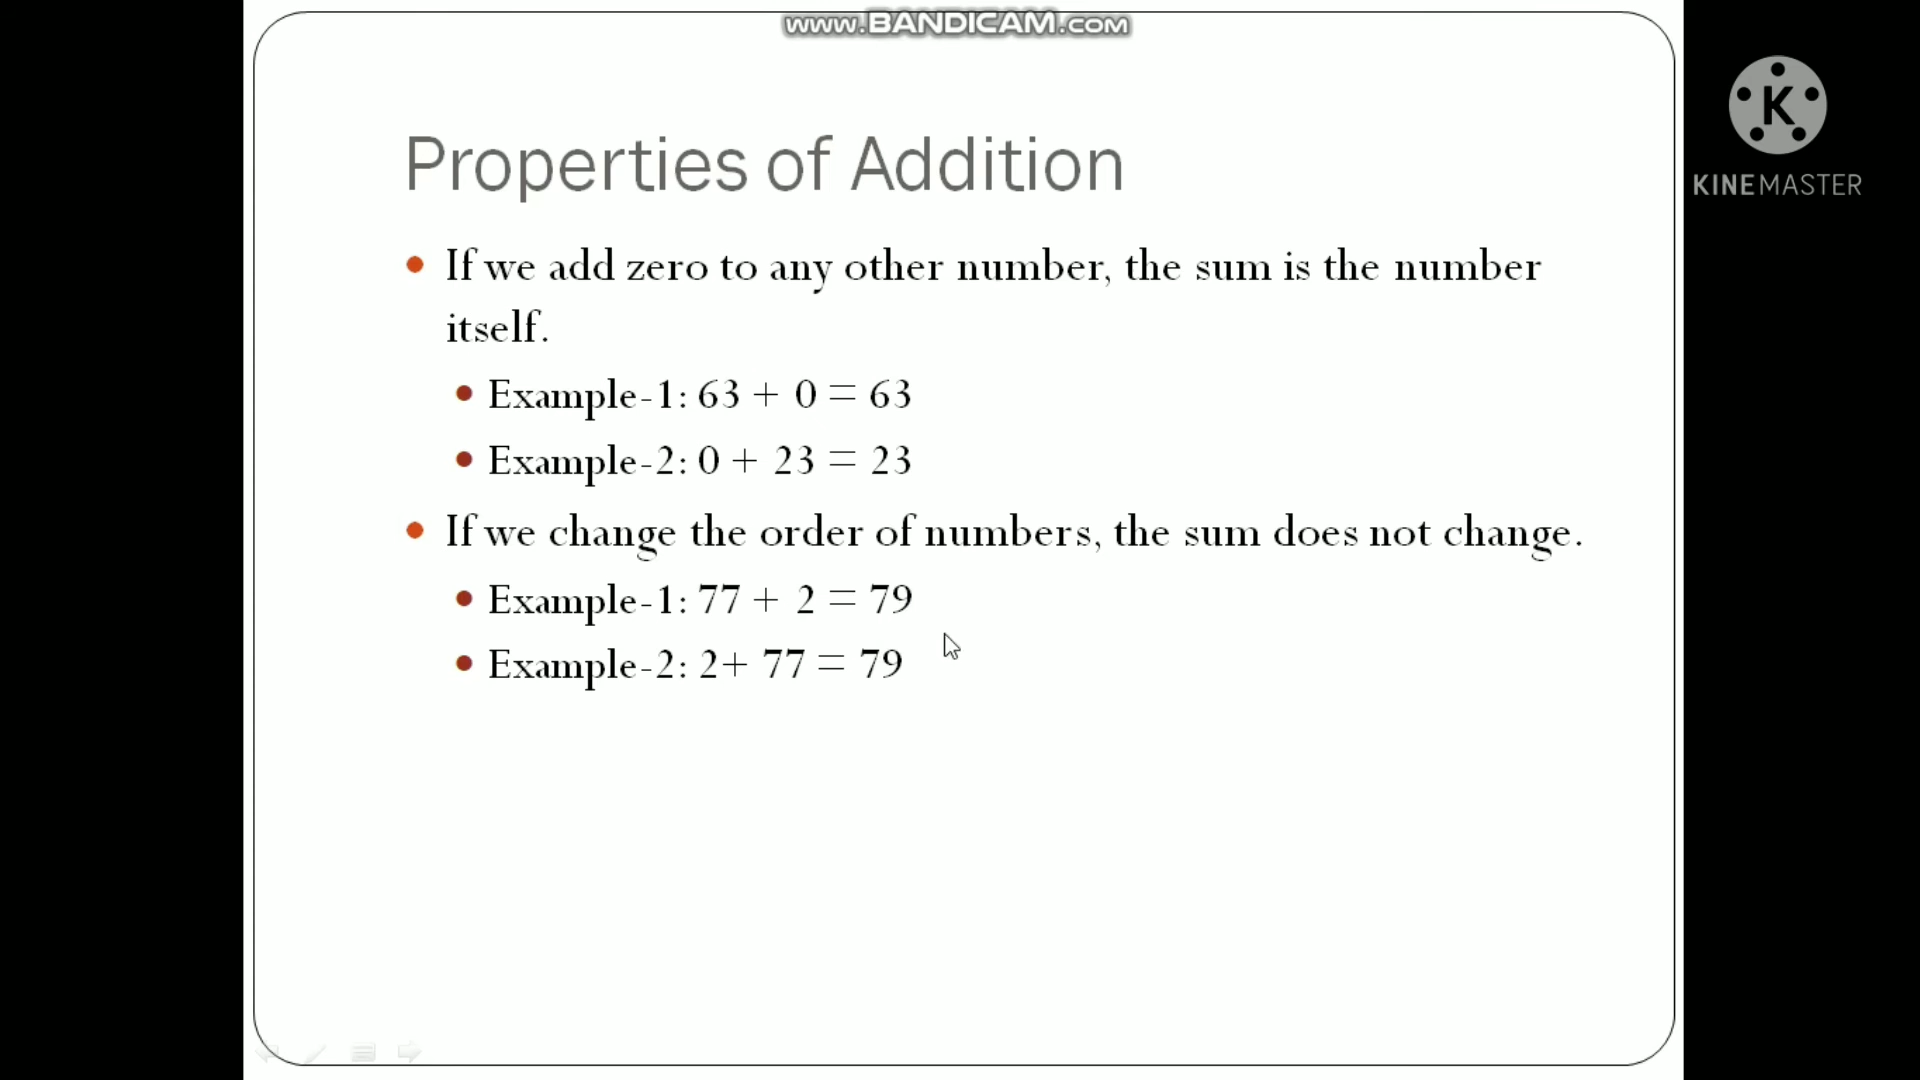 www.BANDICAM.com
K
KINEMASTER
Properties of Addition
If we add zero to any other number, the sum is the number
itself.
Example-1: 63 + 0 = 63
Example-2: 0 + 23 = 23
If we change the order of numbers, the sum does not change.
Example-1: 77 + 2 = 79
Example-2: 2+ 77 = 79